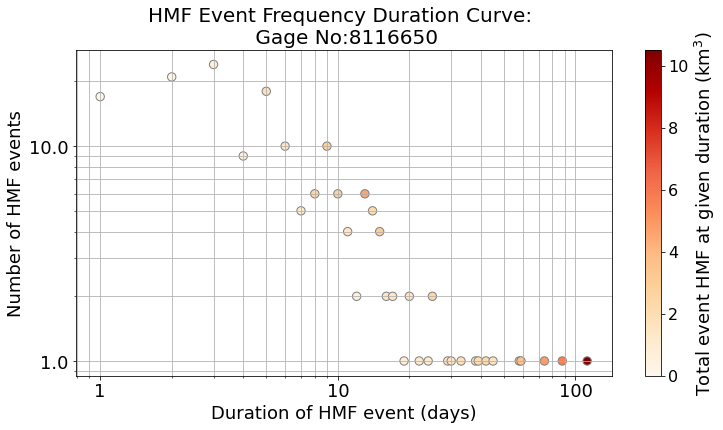 HMF Event Frequency Duration Curve:
Gage No:8116650
Number of HMF events
10.0
1.0
1
10
100
Duration of HMF event (days)
10
8
6
4
2
0
Total event HMF at given duration (km³)